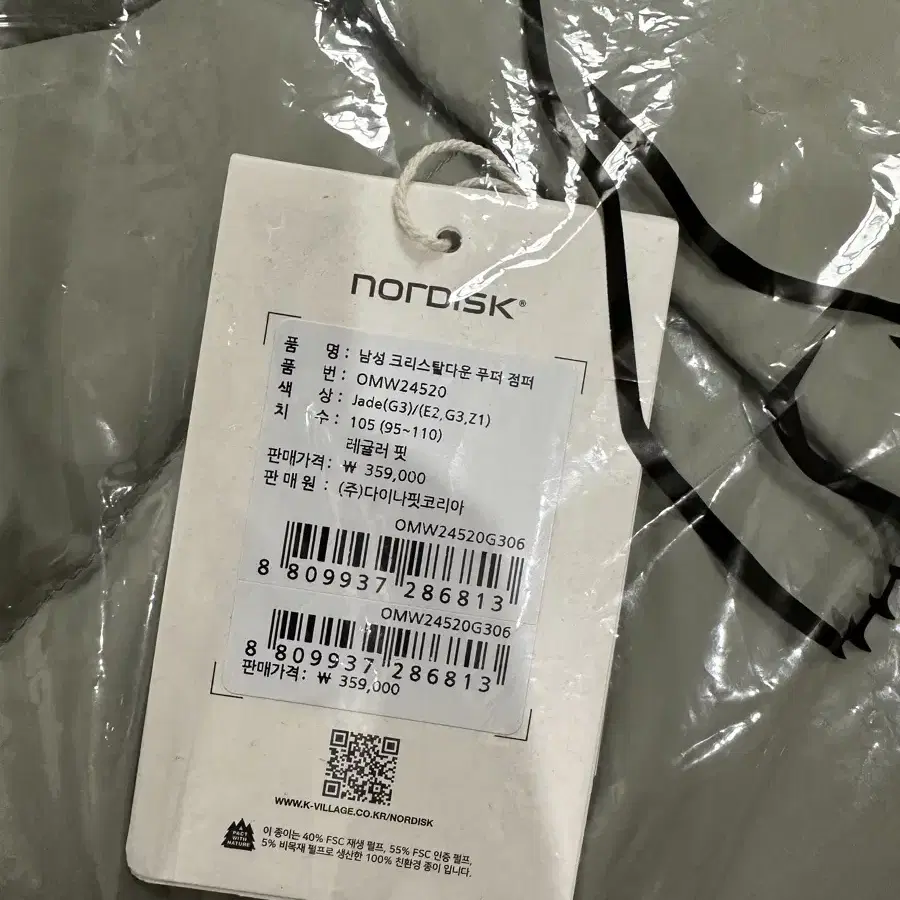 NORDISK®
품 명 : 남성 크리스탈다운 푸퍼 점퍼
품 번 : OMW24520
색 상 : Jade(G3)/(E2,G3,Z1)
치 수 : 105 (95~110)
레귤러 핏
판매가격 : ₩ 359,000
판 매 원 : (주)다이나핏코리아
OMW24520G306
8 809937 286813
OMW24520G306
8 809937 286813
판매가격 : ₩ 359,000
WWW.K-VILLAGE.CO.KR/NORDISK
A PACT WITH NATURE
이 종이는 40% FSC 재생 펄프, 55% FSC 인증 펄프,
5% 비목재 펄프로 생산한 100% 친환경 종이 입니다.